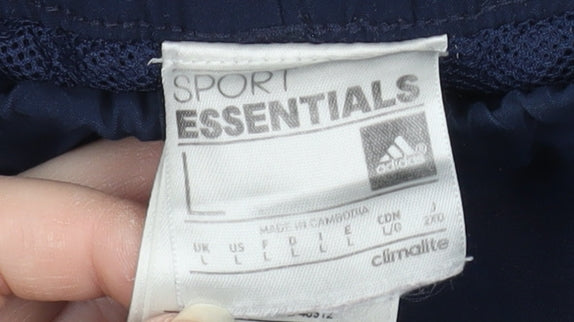 SPORT
ESSENTIALS
adidas®
L
MADE IN CAMBODIA
UK US F D I E CDN J
L L L L L L L/G 2XO
climalite®